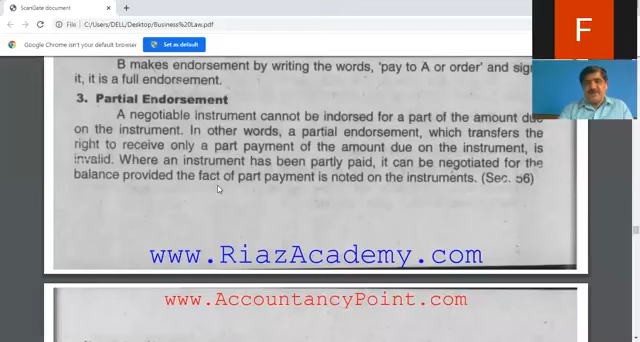 ScanGate document
File
C:/Users/DELL/Desktop/Business%20Law.pdf
Google Chrome isn't your default browser
Set as default
B makes endorsement by writing the words, 'pay to A or order' and sign
it, it is a full endorsement.
3. Partial Endorsement
A negotiable instrument cannot be indorsed for a part of the amount due
on the instrument. In other words, a partial endorsement, which transfers the
right to receive only a part payment of the amount due on the instrument, is
invalid. Where an instrument has been partly paid, it can be negotiated for the
balance provided the fact of part payment is noted on the instruments. (Sec. 56)
www.RiazAcademy.com
www.AccountancyPoint.com
F